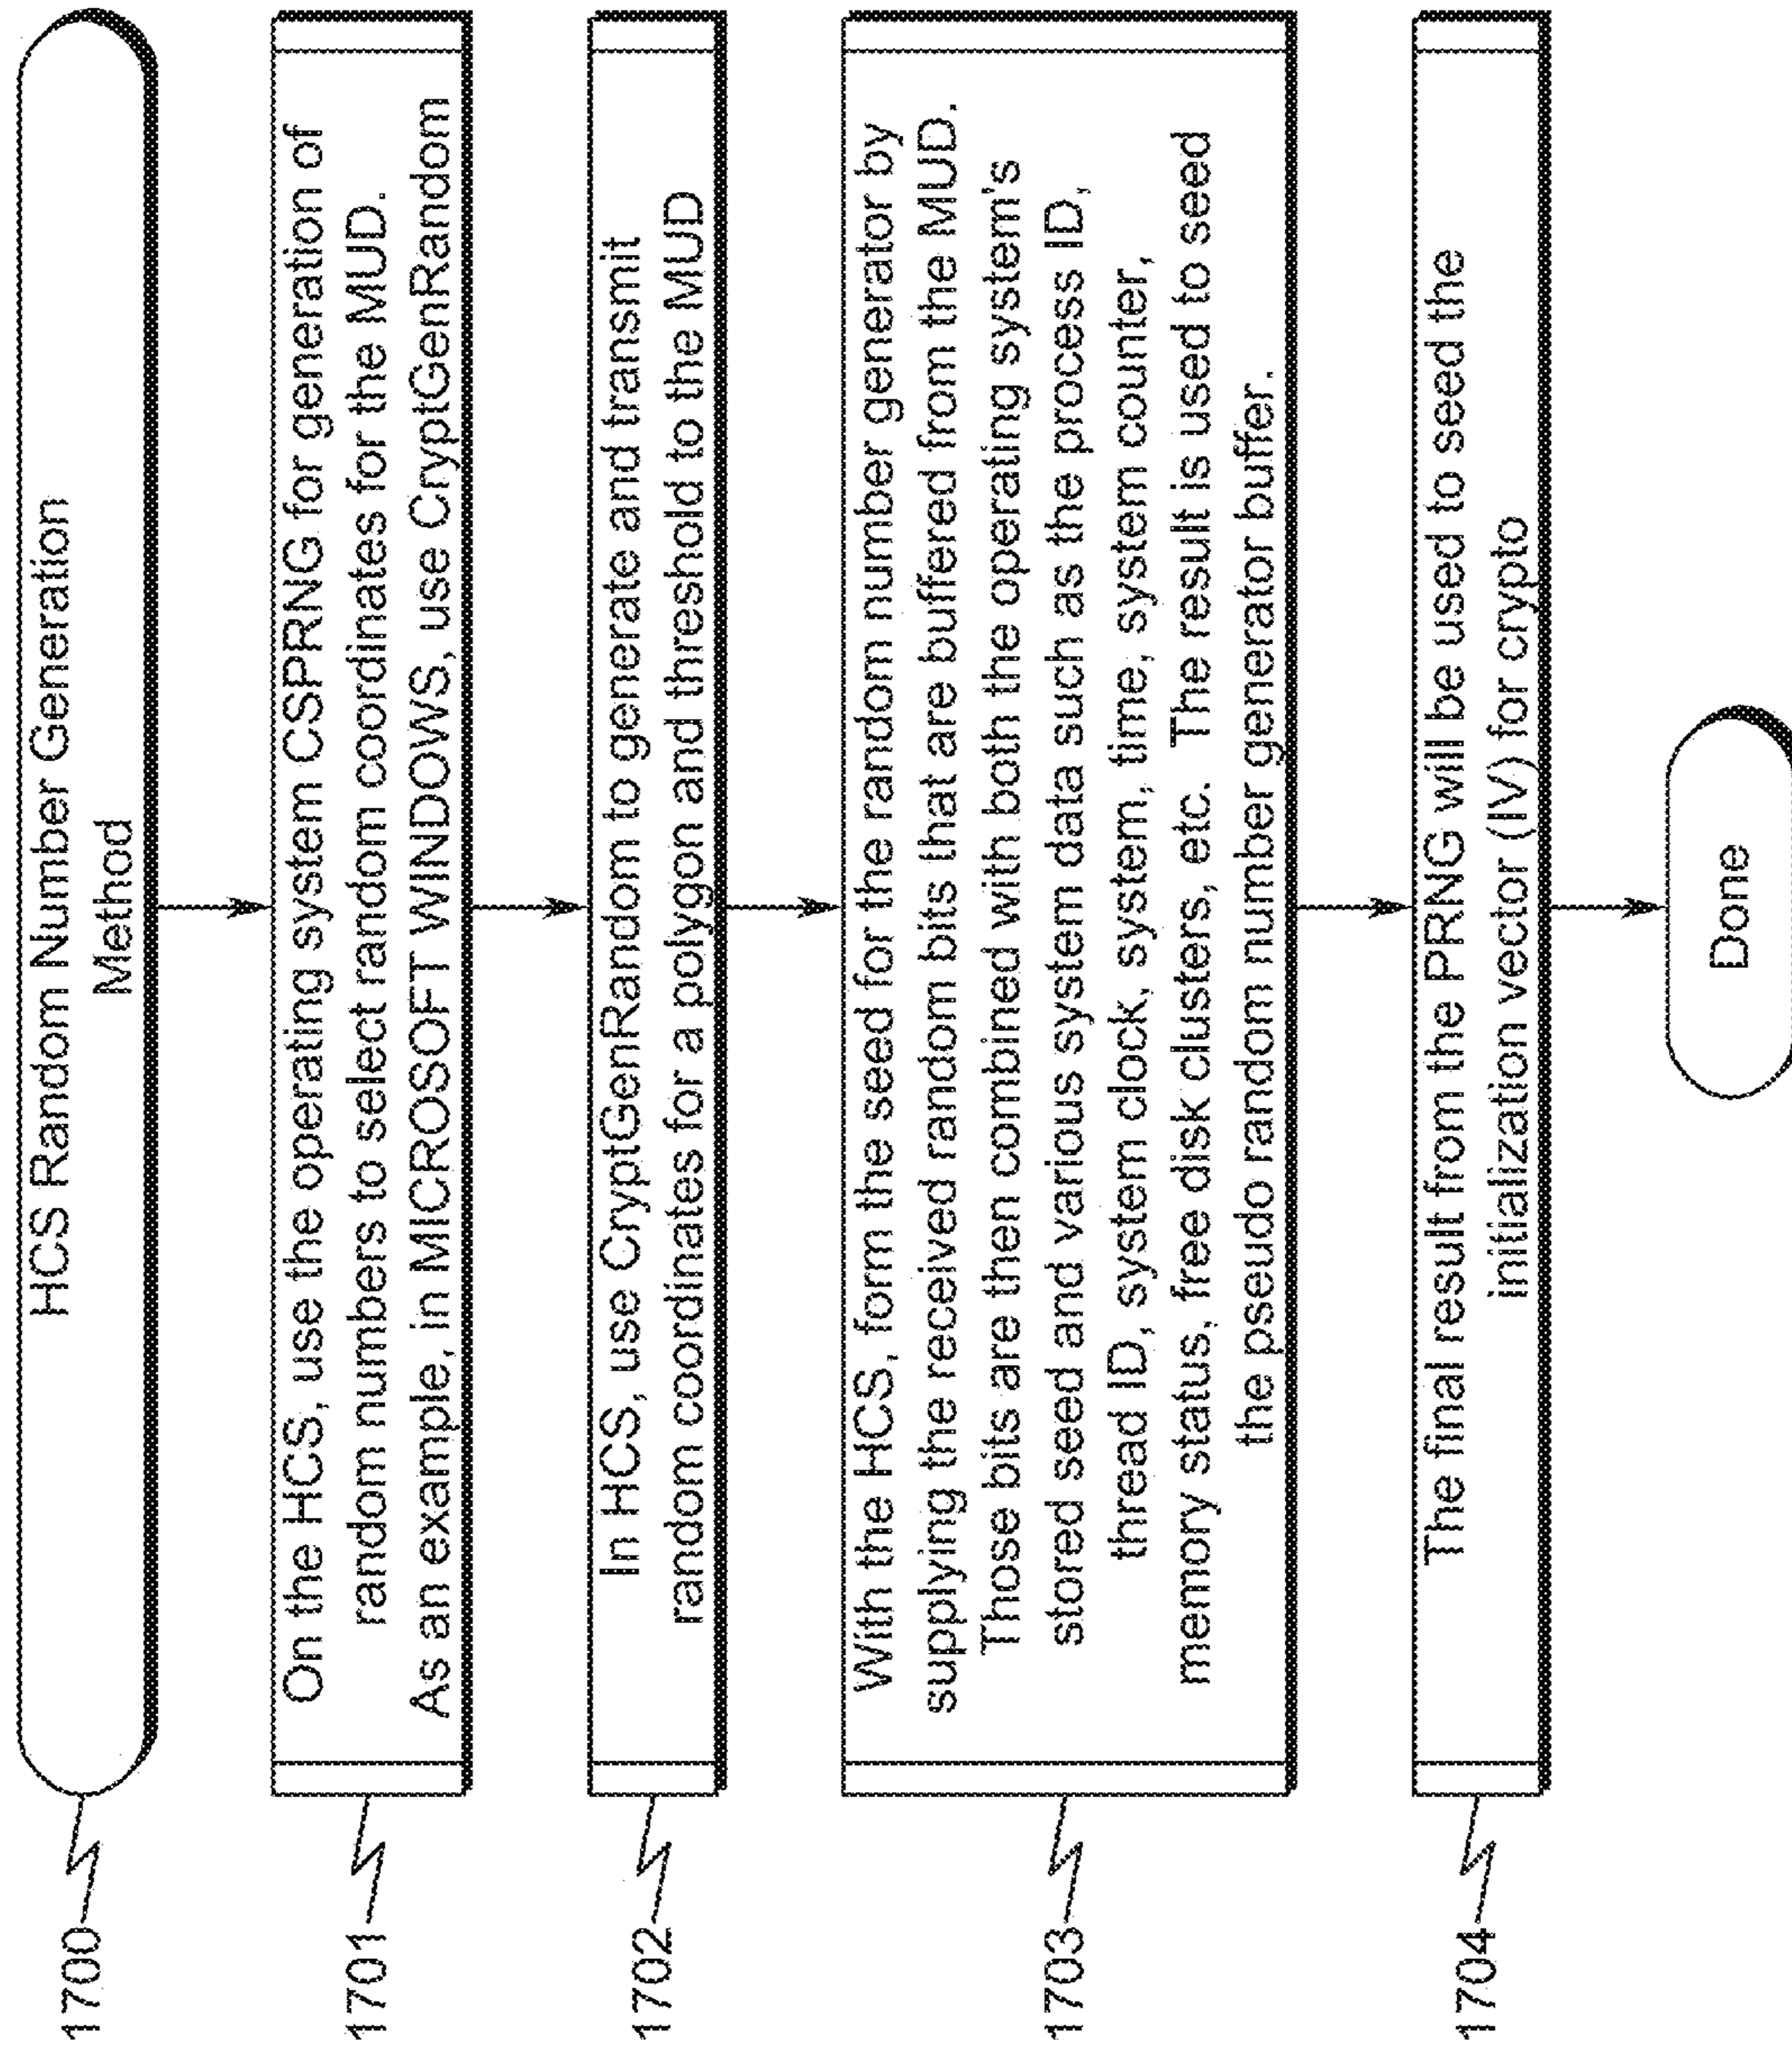 HCS Random Number Generation
Method
1700
On the HCS, use the operating system CSPRNG for generation of
random numbers to select random coordinates for the MUD.
As an example, in MICROSOFT WINDOWS, use CryptGenRandom
1701
In HCS, use CryptGenRandom to generate and transmit
random coordinates for a polygon and threshold to the MUD
1702
With the HCS, form the seed for the random number generator by
supplying the received random bits that are buffered from the MUD.
Those bits are then combined with both the operating system's
stored seed and various system data such as the process ID,
thread ID, system clock, system, time, system counter,
memory status, free disk clusters, etc. The result is used to seed
the pseudo random number generator buffer.
1703
The final result from the PRNG will be used to seed the
initialization vector (IV) for crypto
1704
Done